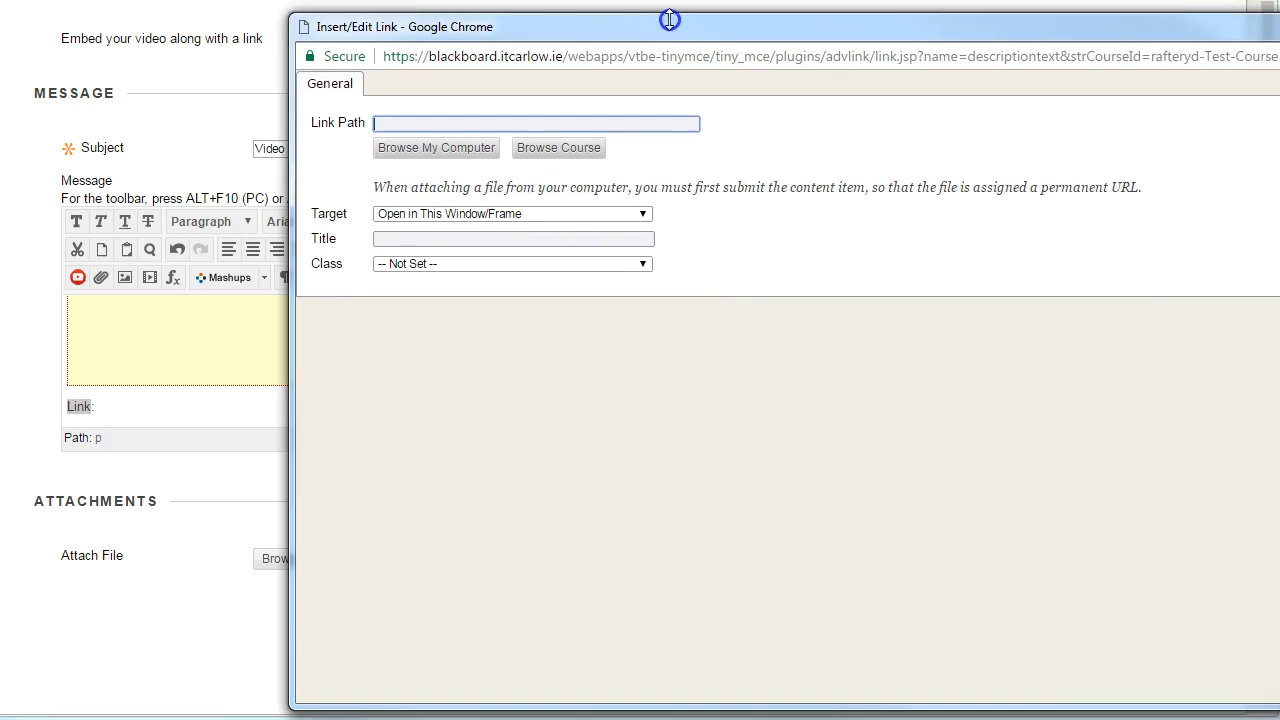 Embed your video along with a link
MESSAGE
Subject
Video
Message
For the toolbar, press ALT+F10 (PC) or
T T T T Paragraph Aria
fx Mashups
Link:
Path: p
ATTACHMENTS
Attach File
Brow
Insert/Edit Link - Google Chrome
Secure https://blackboard.itcarlow.ie/webapps/vtbe-tinymce/tiny_mce/plugins/advlink/link.jsp?name=descriptiontext&strCourseId=rafteryd-Test-Course
General
Link Path
Browse My Computer Browse Course
When attaching a file from your computer, you must first submit the content item, so that the file is assigned a permanent URL.
Target Open in This Window/Frame
Title
Class -- Not Set --